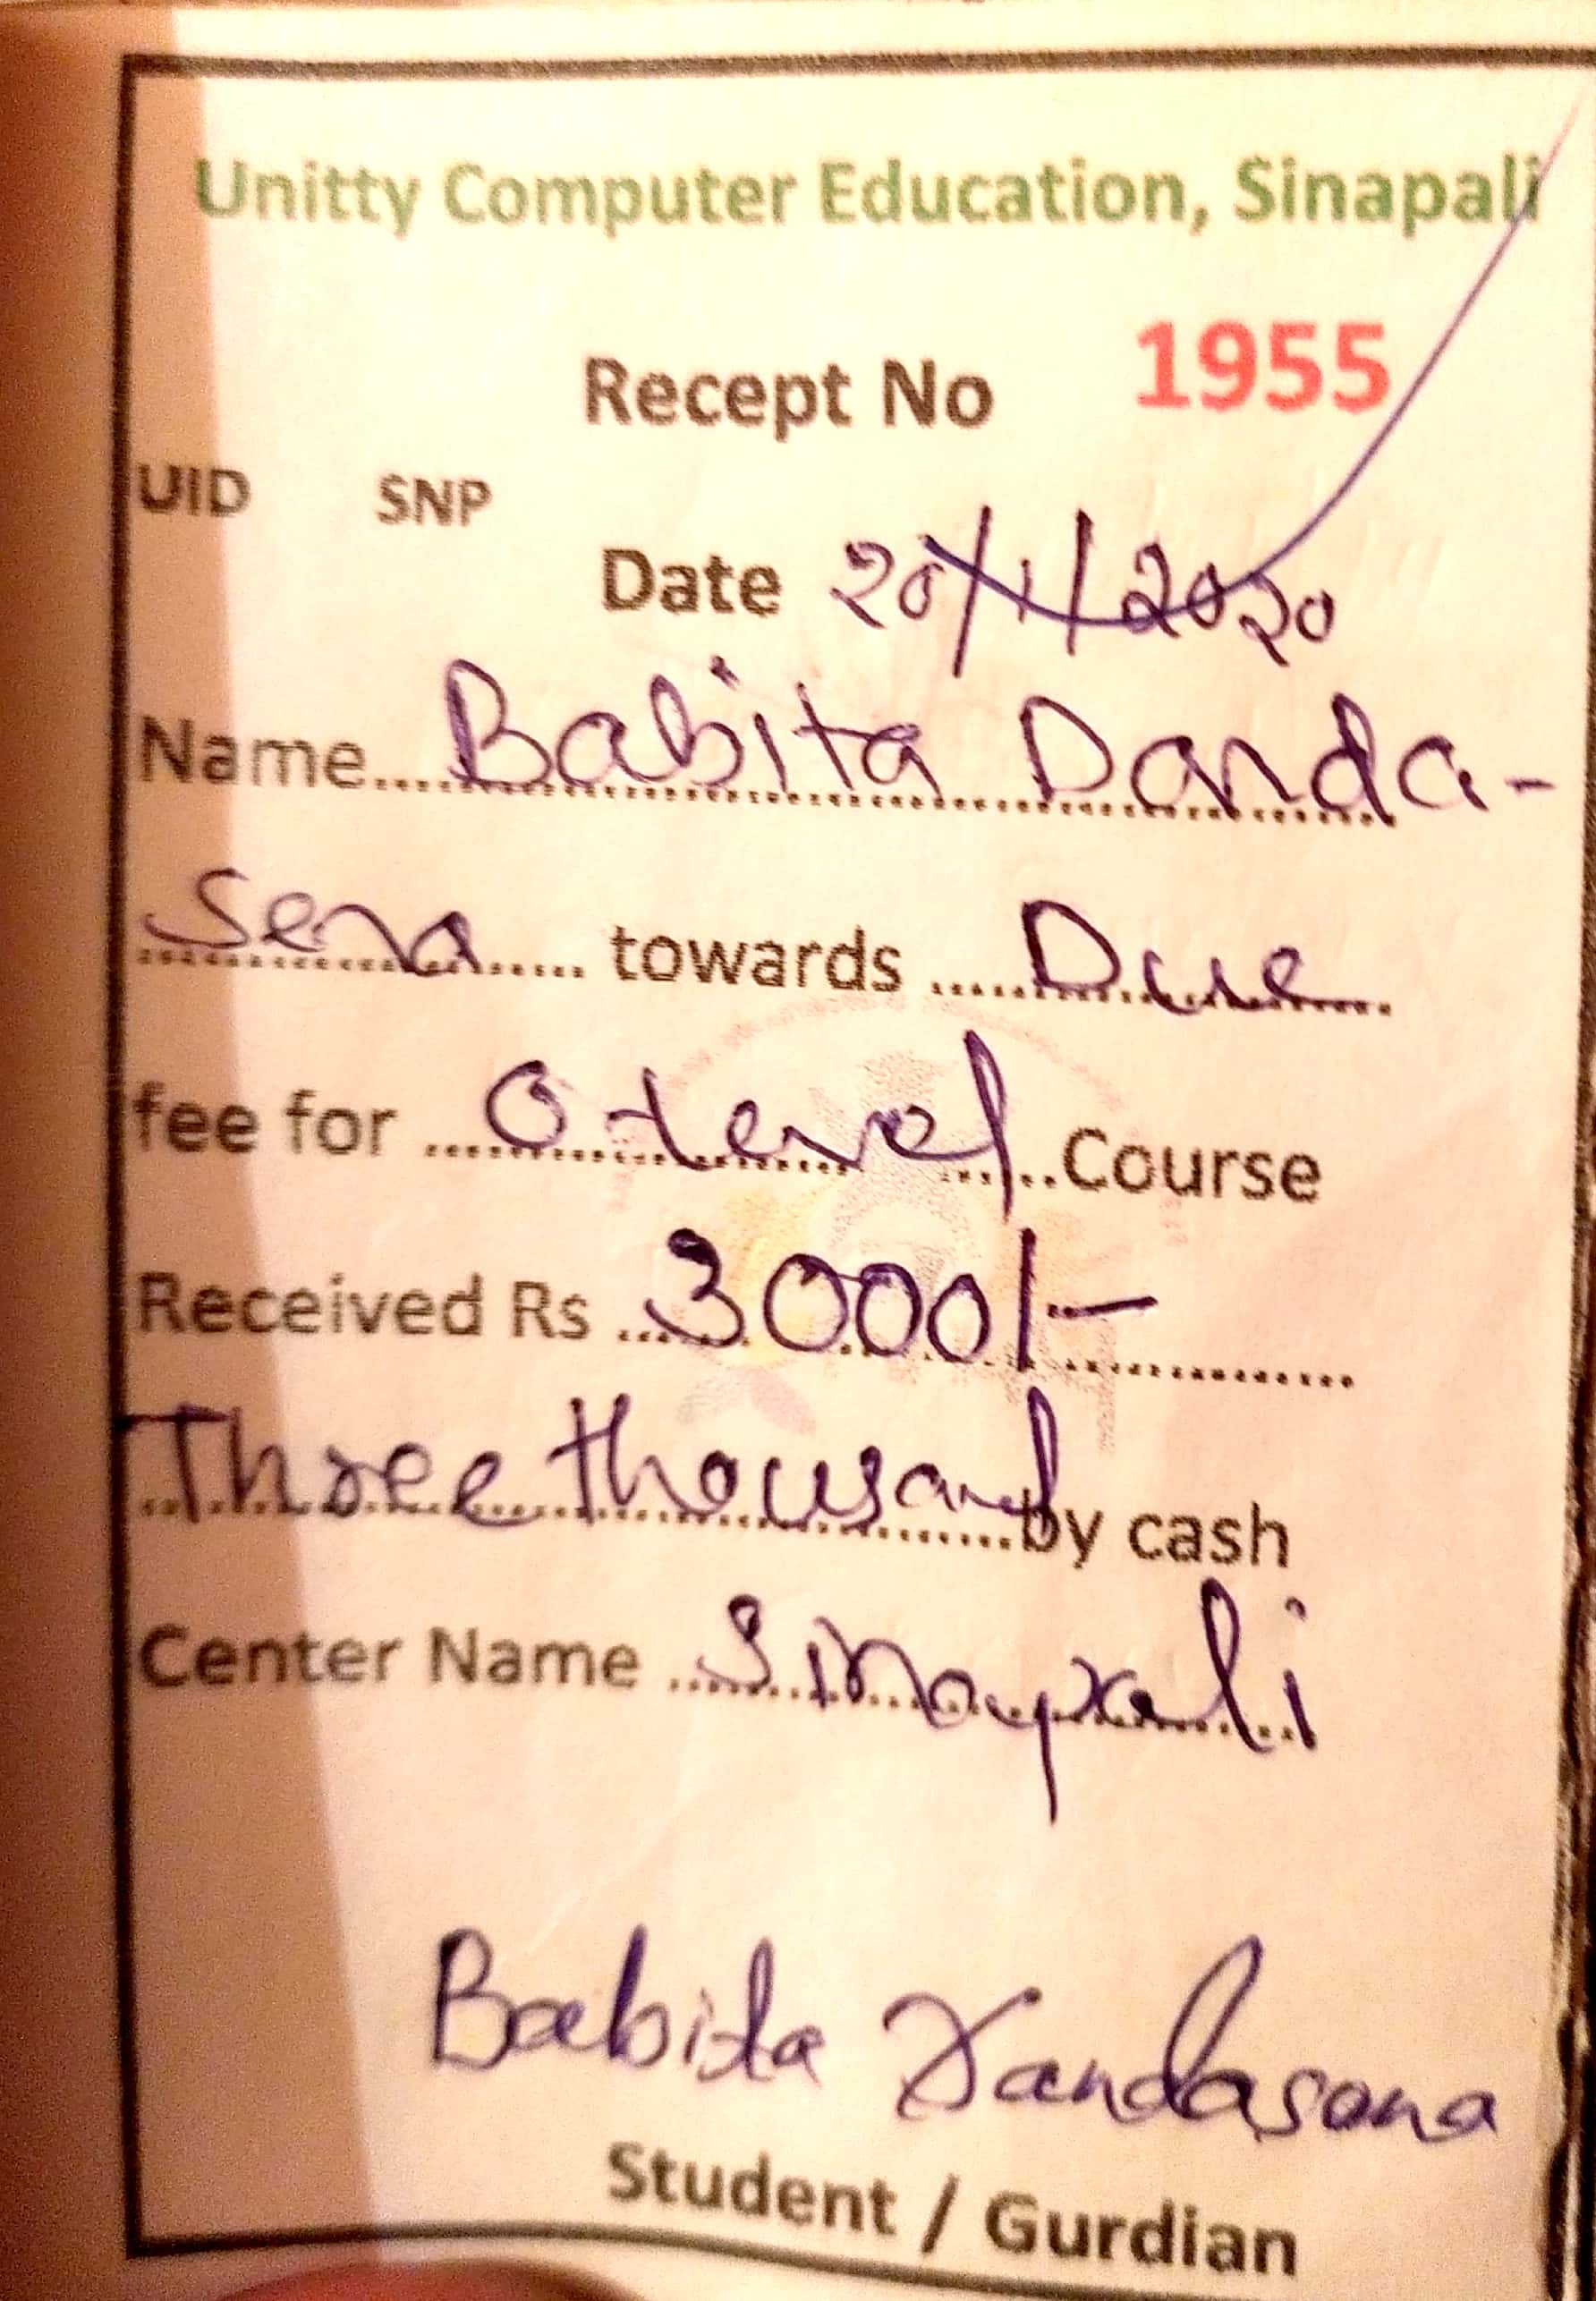 Unitty Computer Education, Sinapali
Recept No 1955
UID SNP
Date 20/1/2020
Name....Babita Danda-
sena...... towards ....Due
fee for ....O-Level....Course
Received Rs ....3000/-............
Three thousand......by cash
Center Name ....Sinapali
Babita Dandasana
Student / Gurdian